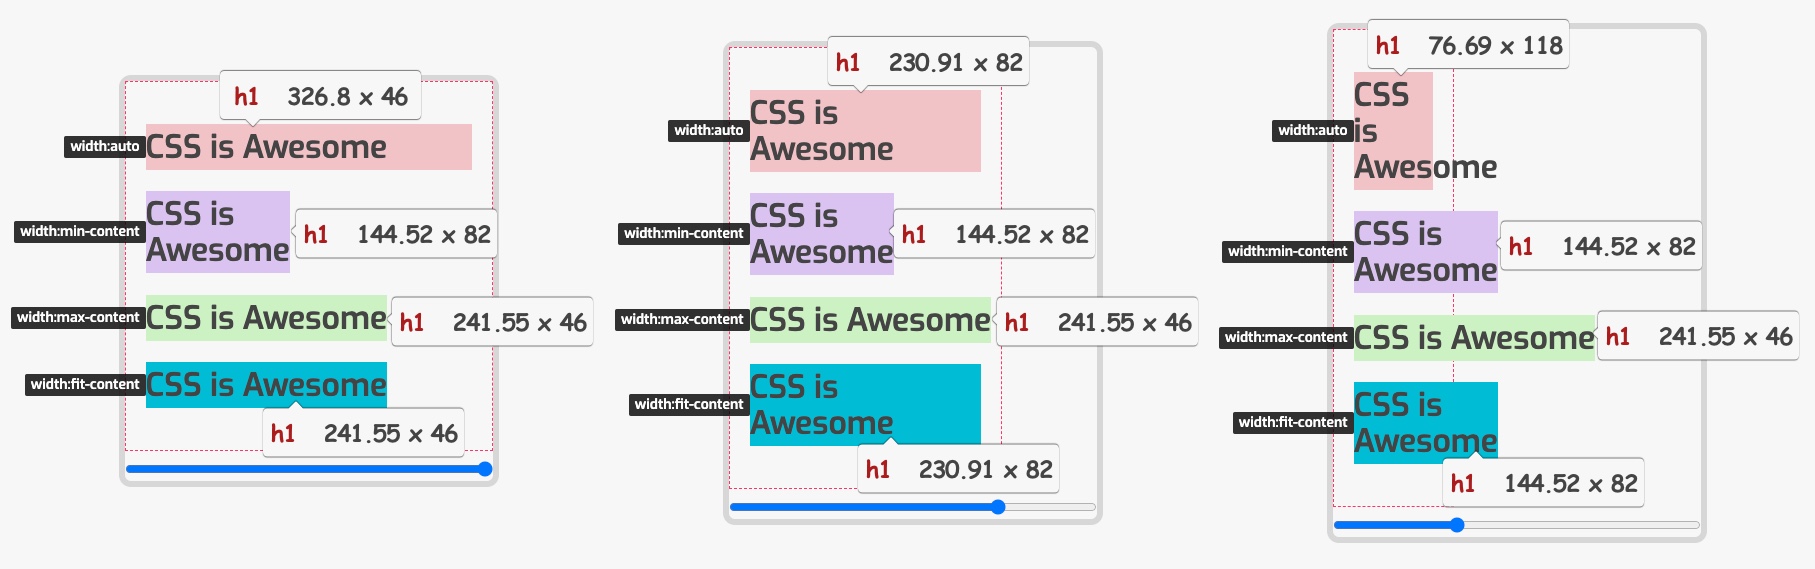 h1 326.8 x 46
width:auto
CSS is Awesome
width:min-content
CSS is
Awesome
h1 144.52 x 82
width:max-content
CSS is Awesome
h1 241.55 x 46
width:fit-content
CSS is Awesome
h1 241.55 x 46
h1 230.91 x 82
width:auto
CSS is
Awesome
width:min-content
CSS is
Awesome
h1 144.52 x 82
width:max-content
CSS is Awesome
h1 241.55 x 46
width:fit-content
CSS is
Awesome
h1 230.91 x 82
h1 76.69 x 118
width:auto
CSS
is
Awesome
width:min-content
CSS is
Awesome
h1 144.52 x 82
width:max-content
CSS is Awesome
h1 241.55 x 46
width:fit-content
CSS is
Awesome
h1 144.52 x 82